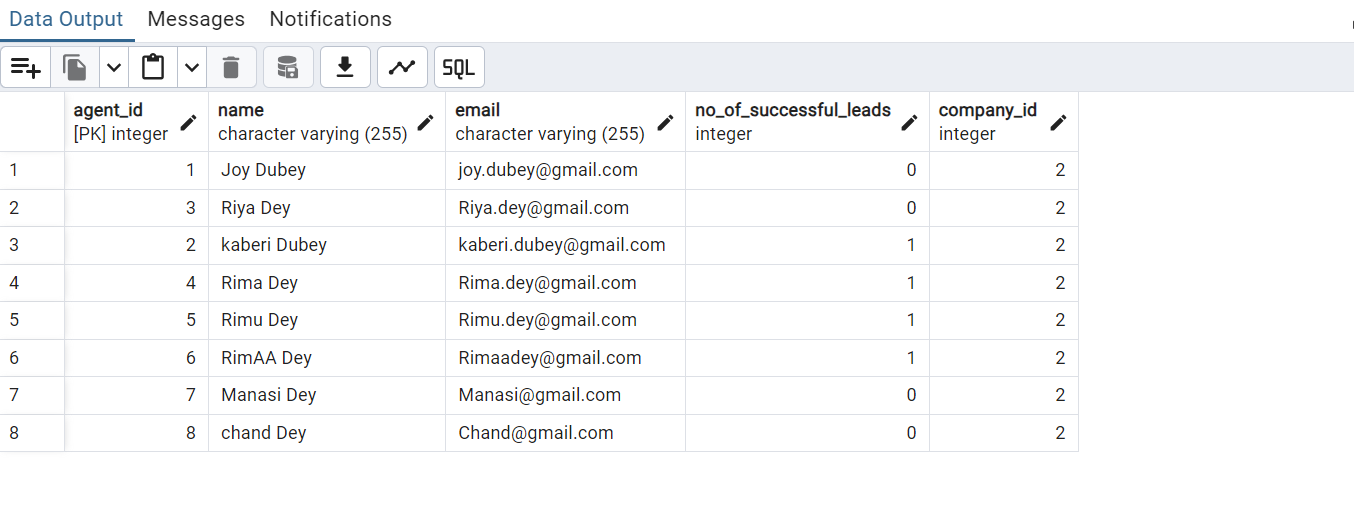 Data Output Messages Notifications
SQL
agent_id name email no_of_successful_leads company_id
[PK] integer character varying (255) character varying (255) integer integer
1 1 Joy Dubey joy.dubey@gmail.com 0 2
2 3 Riya Dey Riya.dey@gmail.com 0 2
3 2 kaberi Dubey kaberi.dubey@gmail.com 1 2
4 4 Rima Dey Rima.dey@gmail.com 1 2
5 5 Rimu Dey Rimu.dey@gmail.com 1 2
6 6 RimAA Dey Rimaadey@gmail.com 1 2
7 7 Manasi Dey Manasi@gmail.com 0 2
8 8 chand Dey Chand@gmail.com 0 2